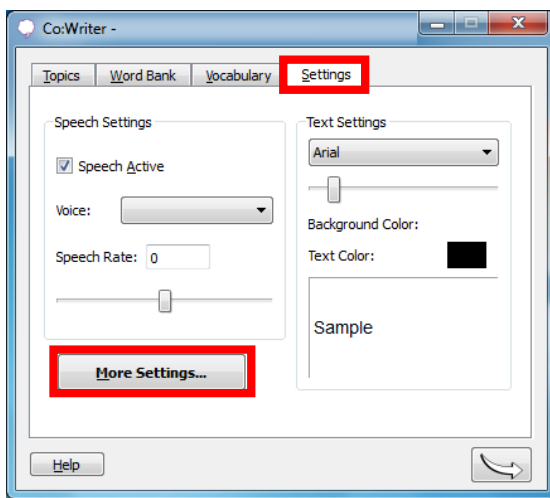 Co:Writer -
Topics Word Bank Vocabulary Settings
Speech Settings
Speech Active
Voice:
Speech Rate: 0
More Settings...
Text Settings
Arial
Background Color:
Text Color:
Sample
Help